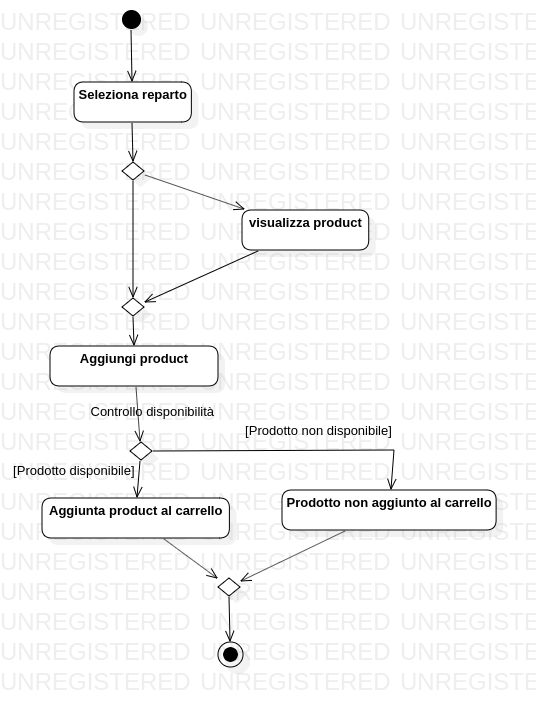 Seleziona reparto
visualizza product
Aggiungi product
Controllo disponibilità
[Prodotto non disponibile]
[Prodotto disponibile]
Aggiunta product al carrello
Prodotto non aggiunto al carrello
UNREGISTERED UNREGISTERED UNREGISTERED